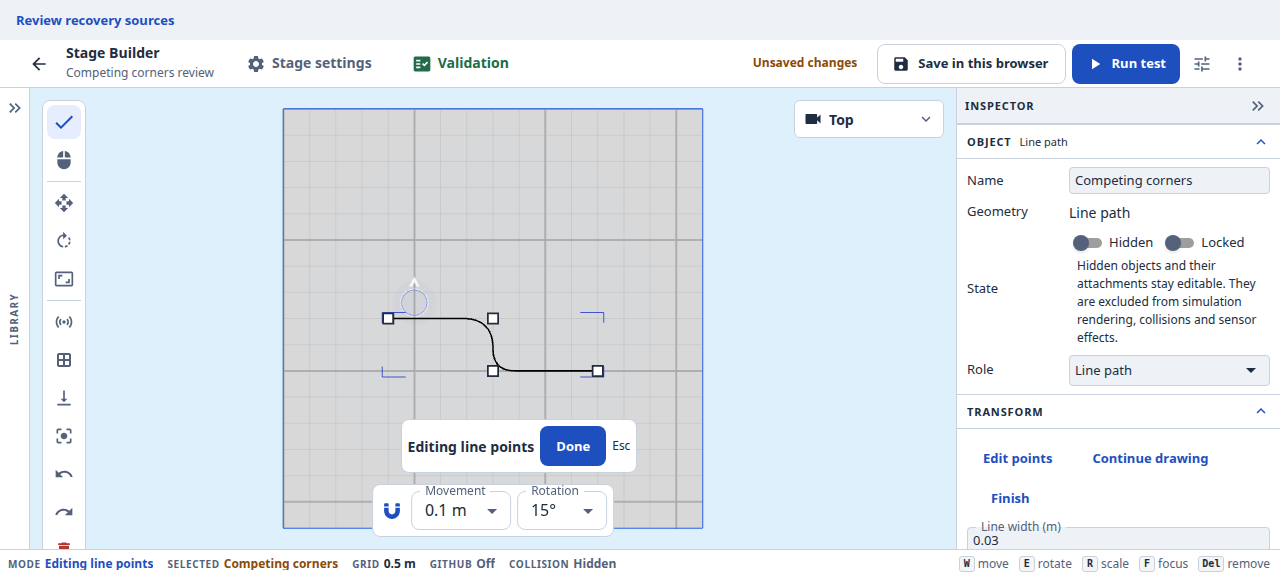 Review recovery sources
Stage Builder
Competing corners review
Stage settings
Validation
Unsaved changes
Save in this browser
Run test
LIBRARY
Top
INSPECTOR
OBJECT Line path
Name Competing corners
Geometry Line path
Hidden Locked
State
Hidden objects and their
attachments stay editable. They
are excluded from simulation
rendering, collisions and sensor
effects.
Role Line path
TRANSFORM
Edit points Continue drawing
Finish
Line width (m)
0.03
Editing line points Done Esc
Movement Rotation
0.1 m 15°
MODE Editing line points SELECTED Competing corners GRID 0.5 m GITHUB Off COLLISION Hidden
W move E rotate R scale F focus Del remove